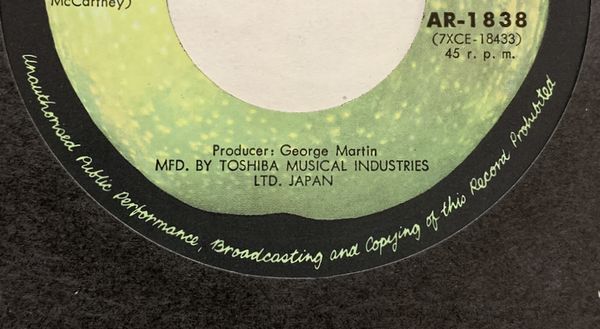 McCartney)
AR-1838
(7XCE-18433)
45 r. p. m.
Producer: George Martin
MFD. BY TOSHIBA MUSICAL INDUSTRIES
LTD. JAPAN
Unauthorised Public Performance, Broadcasting and Copying of this Record Prohibited